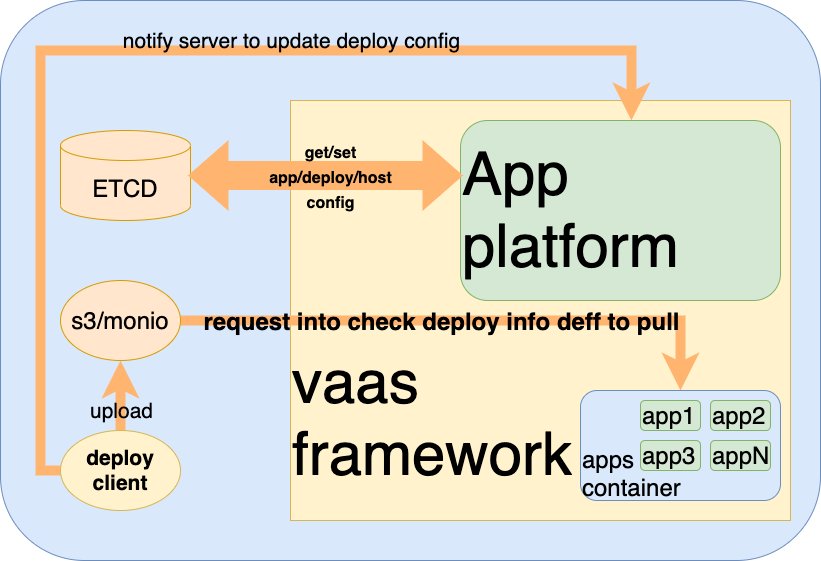 notify server to update deploy config
ETCD
get/set
app/deploy/host
config
App
platform
s3/monio
request into check deploy info deff to pull
upload
deploy
client
vaas
framework
app1 app2
app3 appN
apps
container